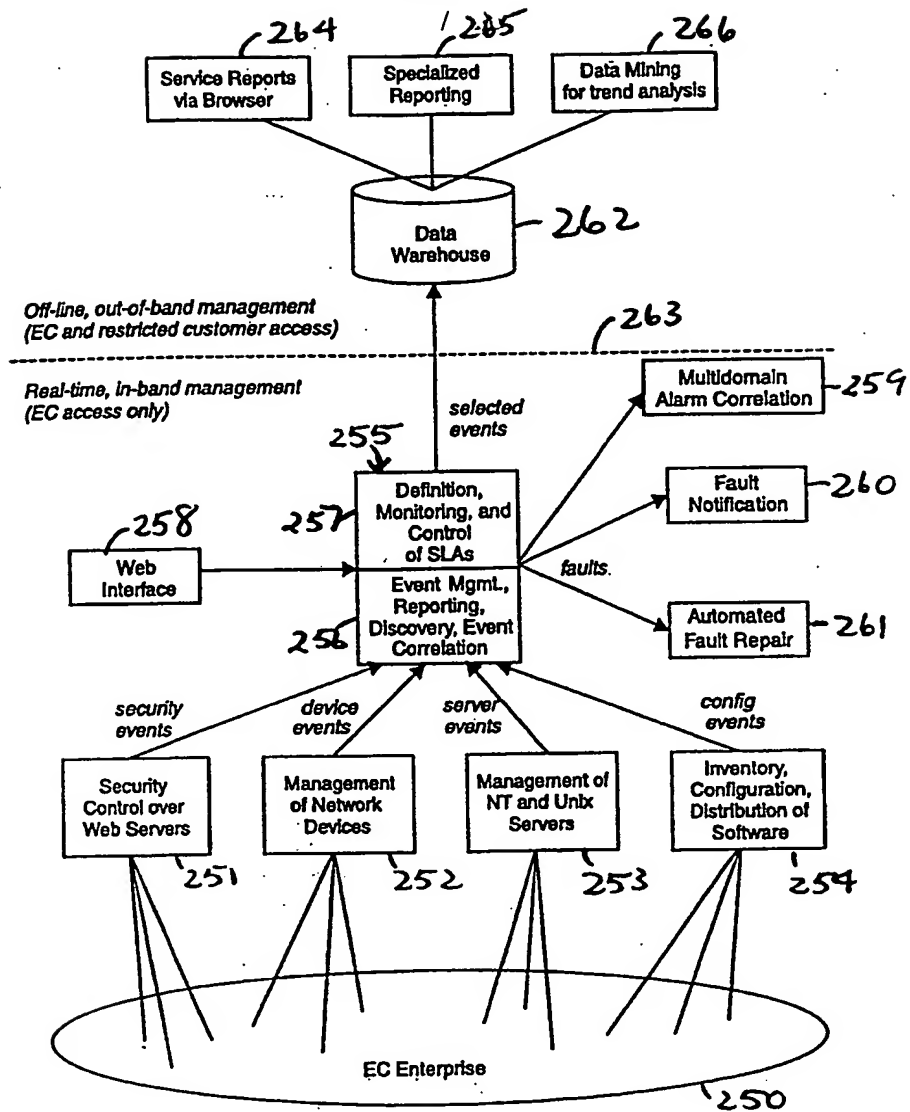 264
265
266
Service Reports
via Browser
Specialized
Reporting
Data Mining
for trend analysis
Data
Warehouse
262
Off-line, out-of-band management
(EC and restricted customer access)
263
Real-time, in-band management
(EC access only)
selected
events
Multidomain
Alarm Correlation
259
255
257
Definition,
Monitoring, and
Control
of SLAs
Fault
Notification
260
258
Web
Interface
faults.
256
Event Mgmt.,
Reporting,
Discovery, Event
Correlation
Automated
Fault Repair
261
security
events
device
events
server
events
config
events
Security
Control over
Web Servers
Management
of Network
Devices
Management of
NT and Unix
Servers
Inventory,
Configuration,
Distribution of
Software
251
252
253
254
EC Enterprise
250